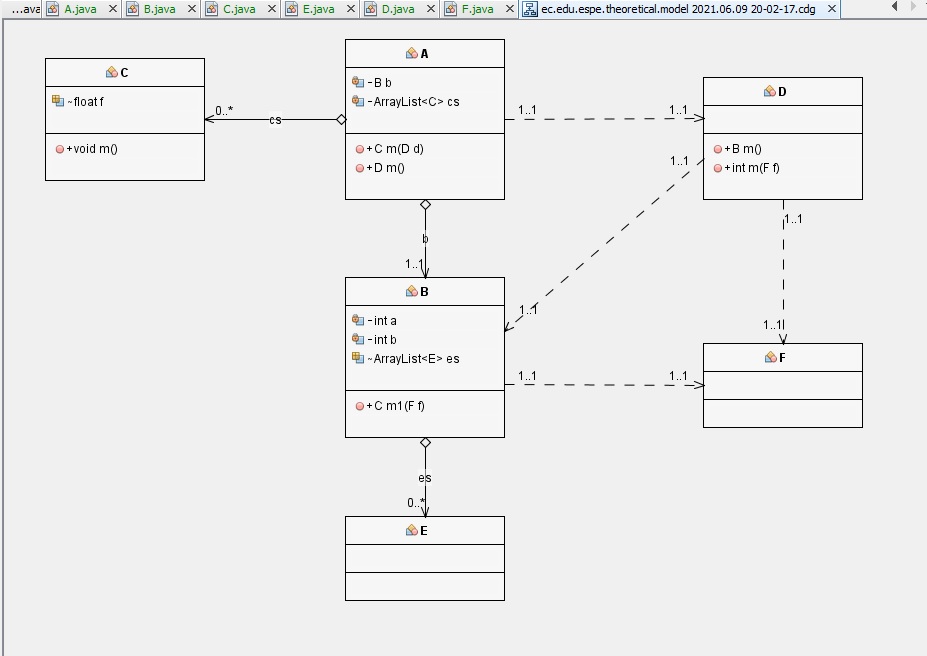 ...ava A.java B.java C.java E.java D.java F.java ec.edu.espe.theoretical.model 2021.06.09 20-02-17.cdg
C
~float f
+void m()
0..*
cs
A
-B b
-ArrayList<C> cs
+C m(D d)
+D m()
1..1
1..1
D
+B m()
+int m(F f)
1..1
1..1
b
1..1
B
-int a
-int b
~ArrayList<E> es
+C m1(F f)
1..1
1..1
1..1
1..1
F
es
0..*
E